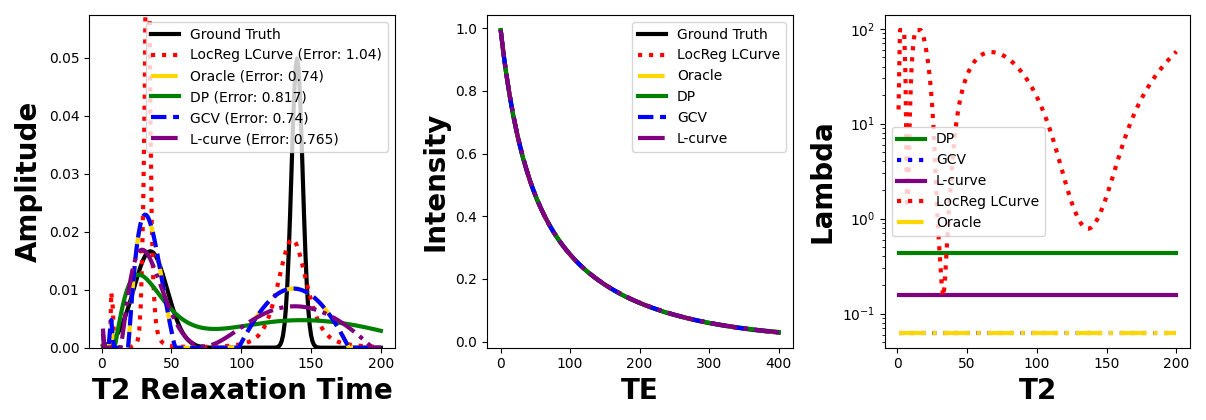 Amplitude
0.05
0.04
0.03
0.02
0.01
0.00
0
50
100
150
200
T2 Relaxation Time
Ground Truth
LocReg LCurve (Error: 1.04)
Oracle (Error: 0.74)
DP (Error: 0.817)
GCV (Error: 0.74)
L-curve (Error: 0.765)
Intensity
1.0
0.8
0.6
0.4
0.2
0.0
0
100
200
300
400
TE
Ground Truth
LocReg LCurve
Oracle
DP
GCV
L-curve
Lambda
10²
10¹
10⁰
10⁻¹
0
50
100
150
200
T2
DP
GCV
L-curve
LocReg LCurve
Oracle